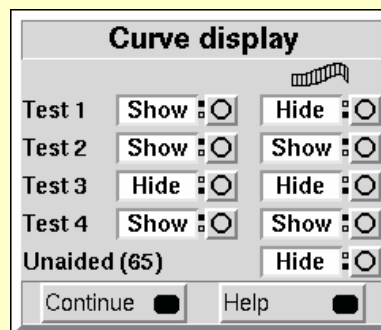 Curve display
Test 1 Show Hide
Test 2 Show Show
Test 3 Hide Hide
Test 4 Show Show
Unaided (65) Hide
Continue Help